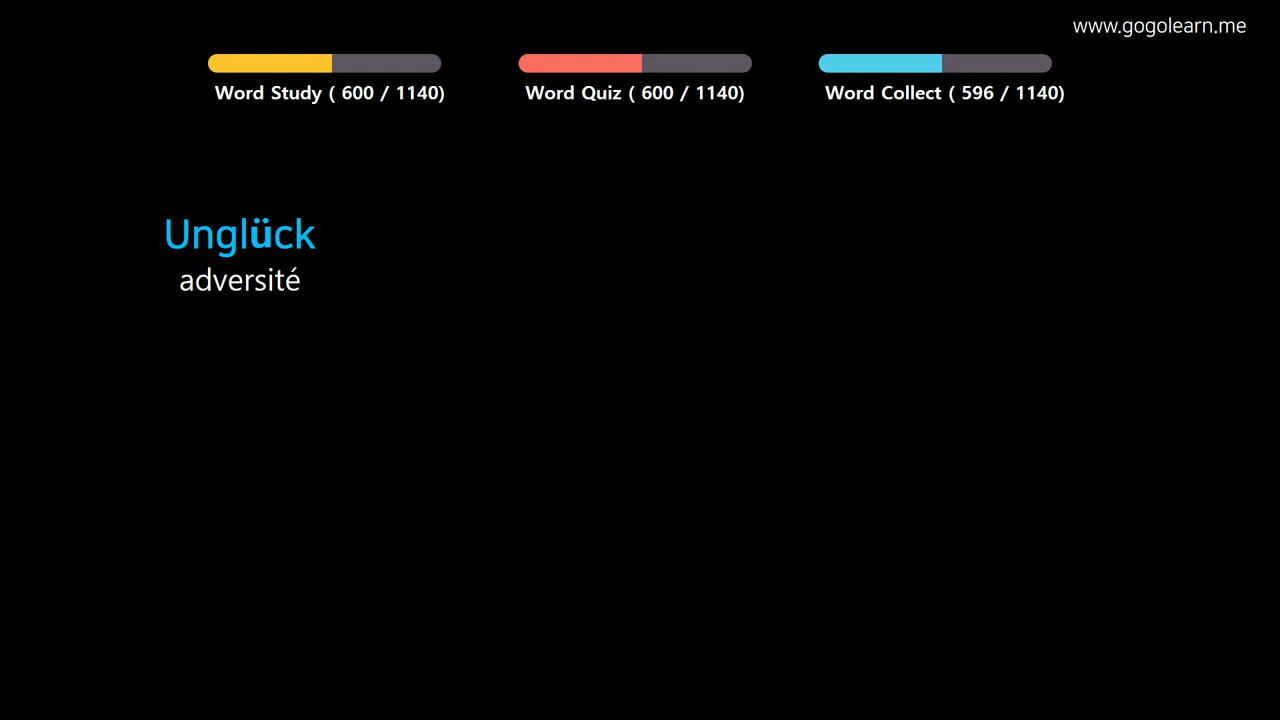 www.gogolearn.me
Word Study ( 600 / 1140)
Word Quiz ( 600 / 1140)
Word Collect ( 596 / 1140)
Unglück
adversité